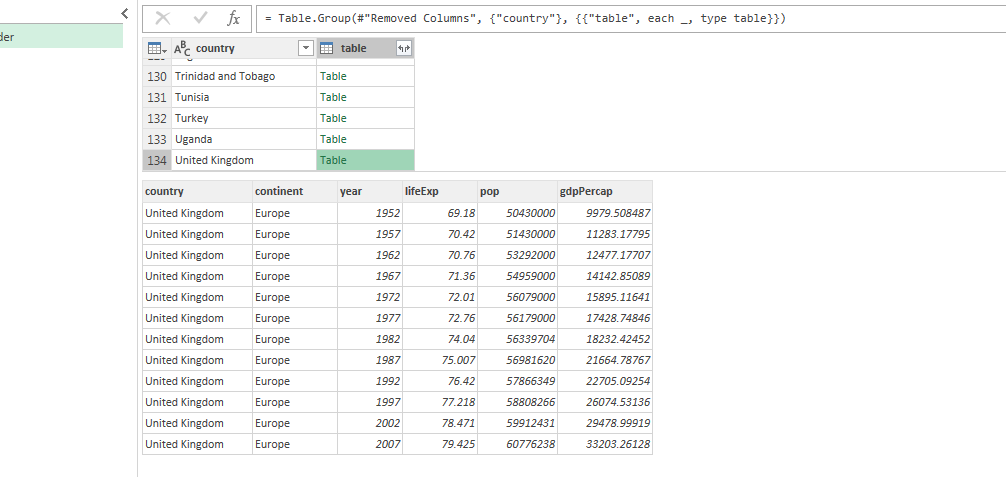 = Table.Group(#"Removed Columns", {"country"}, {{"table", each _, type table}})
der
country table
130 Trinidad and Tobago Table
131 Tunisia Table
132 Turkey Table
133 Uganda Table
134 United Kingdom Table
country continent year lifeExp pop gdpPercap
United Kingdom Europe 1952 69.18 50430000 9979.508487
United Kingdom Europe 1957 70.42 51430000 11283.17795
United Kingdom Europe 1962 70.76 53292000 12477.17707
United Kingdom Europe 1967 71.36 54959000 14142.85089
United Kingdom Europe 1972 72.01 56079000 15895.11641
United Kingdom Europe 1977 72.76 56179000 17428.74846
United Kingdom Europe 1982 74.04 56339704 18232.42452
United Kingdom Europe 1987 75.007 56981620 21664.78767
United Kingdom Europe 1992 76.42 57866349 22705.09254
United Kingdom Europe 1997 77.218 58808266 26074.53136
United Kingdom Europe 2002 78.471 59912431 29478.99919
United Kingdom Europe 2007 79.425 60776238 33203.26128